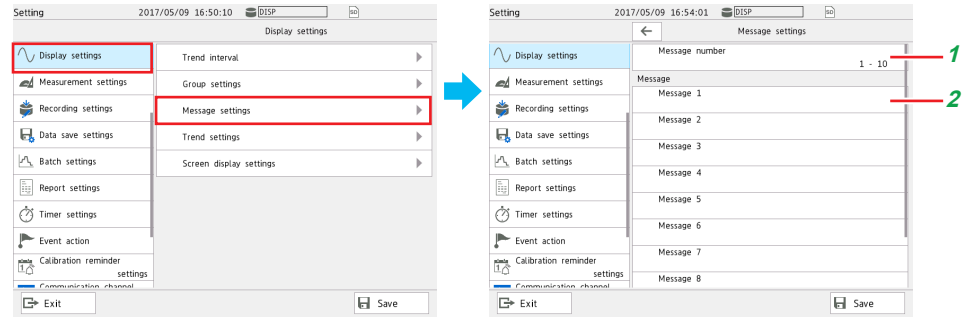 Setting 2017/05/09 16:50:10 DISP SD
Display settings
Display settings
Measurement settings
Recording settings
Data save settings
Batch settings
Report settings
Timer settings
Event action
Calibration reminder
settings
Communication channel
Trend interval
Group settings
Message settings
Trend settings
Screen display settings
Exit
Save
Setting 2017/05/09 16:54:01 DISP SD
Message settings
Display settings
Measurement settings
Recording settings
Data save settings
Batch settings
Report settings
Timer settings
Event action
Calibration reminder
settings
Communication channel
Message number
1 - 10
Message
Message 1
Message 2
Message 3
Message 4
Message 5
Message 6
Message 7
Message 8
Exit
Save
1
2